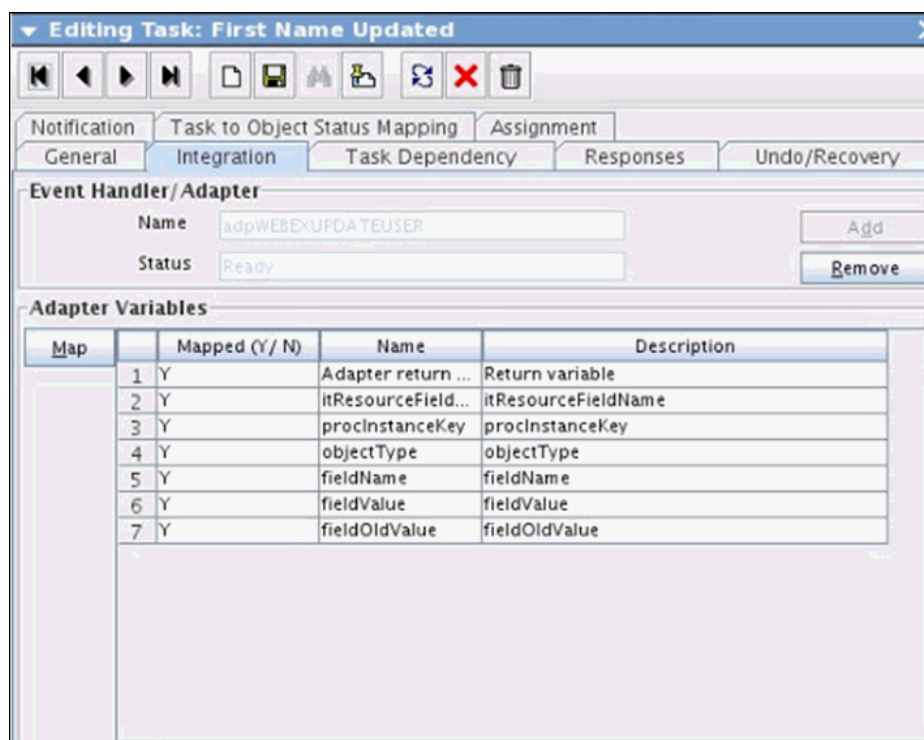 Editing Task: First Name Updated
Notification Task to Object Status Mapping Assignment
General Integration Task Dependency Responses Undo/Recovery
Event Handler/Adapter
Name adpWEBEXUPDATEUSER Add
Status Ready Remove
Adapter Variables
Map Mapped (Y/ N) Name Description
1 Y Adapter return ... Return variable
2 Y itResourceField... itResourceFieldName
3 Y procInstanceKey procInstanceKey
4 Y objectType objectType
5 Y fieldName fieldName
6 Y fieldValue fieldValue
7 Y fieldOldValue fieldOldValue